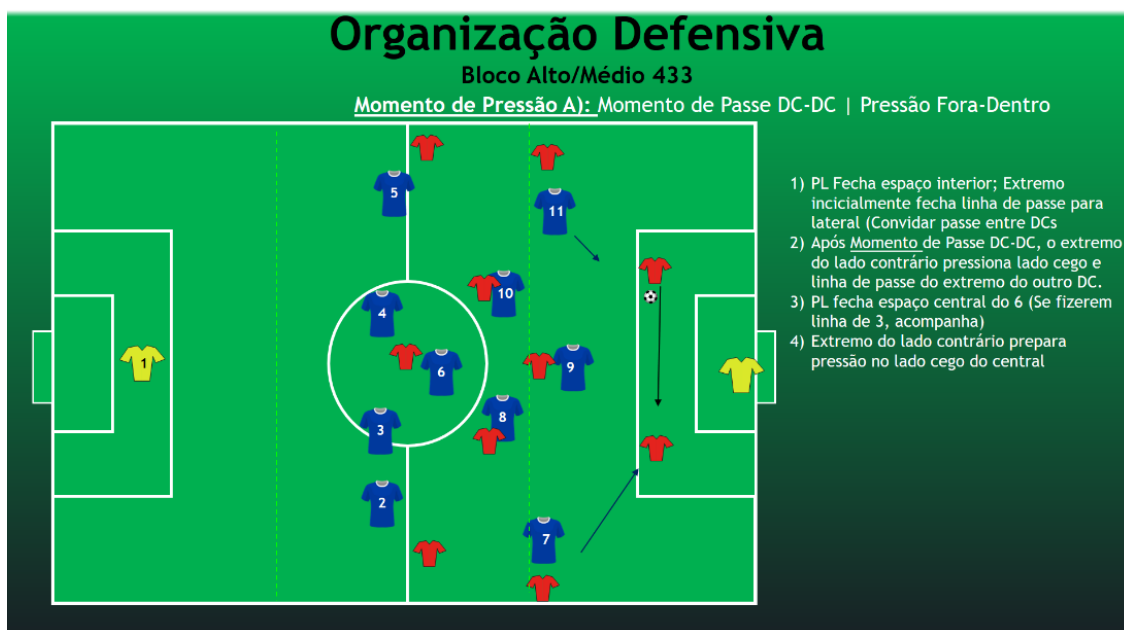 Organização Defensiva
Bloco Alto/Médio 433
Momento de Pressão A): Momento de Passe DC-DC | Pressão Fora-Dentro
1) PL Fecha espaço interior; Extremo
incicialmente fecha linha de passe para
lateral (Convidar passe entre DCs
2) Após Momento de Passe DC-DC, o extremo
do lado contrário pressiona lado cego e
linha de passe do extremo do outro DC.
3) PL fecha espaço central do 6 (Se fizerem
linha de 3, acompanha)
4) Extremo do lado contrário prepara
pressão no lado cego do central
5
11
10
4
1
6
9
8
3
2
7